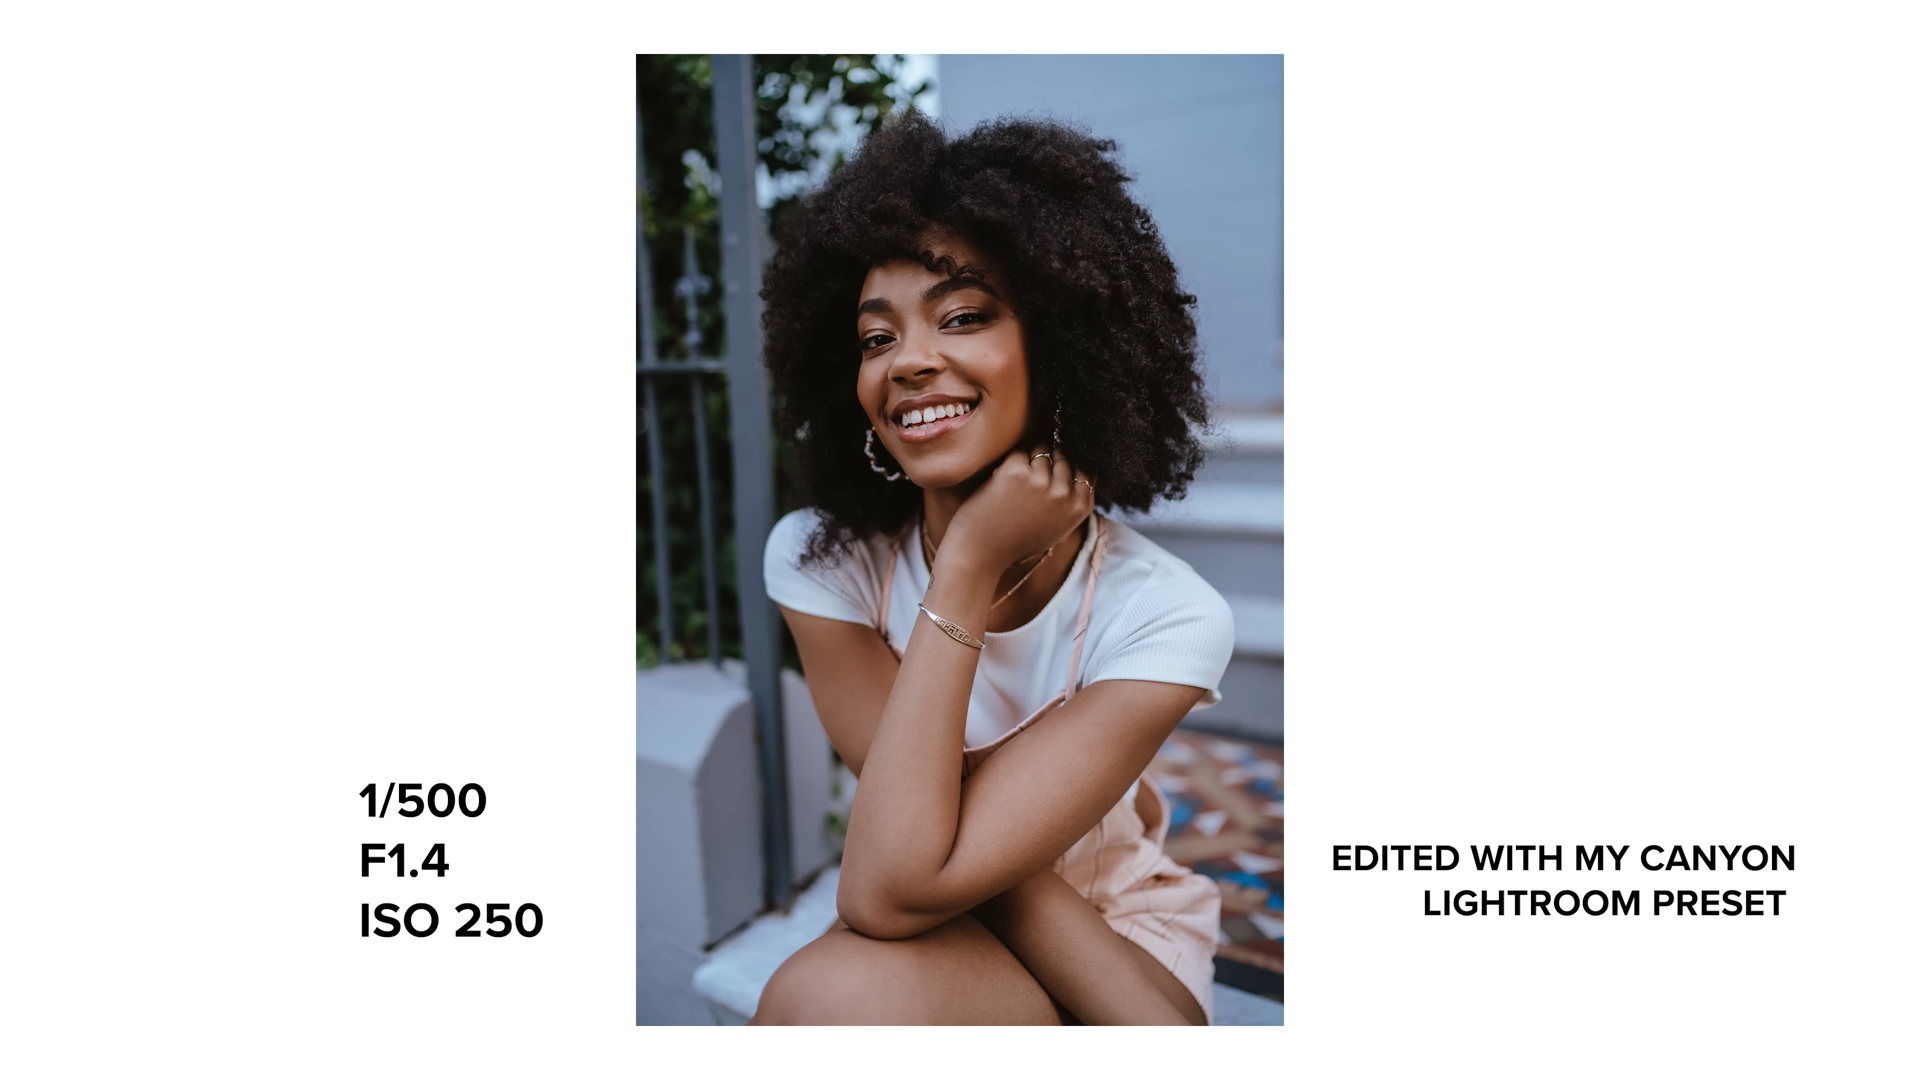 1/500
F1.4
ISO 250
EDITED WITH MY CANYON
LIGHTROOM PRESET